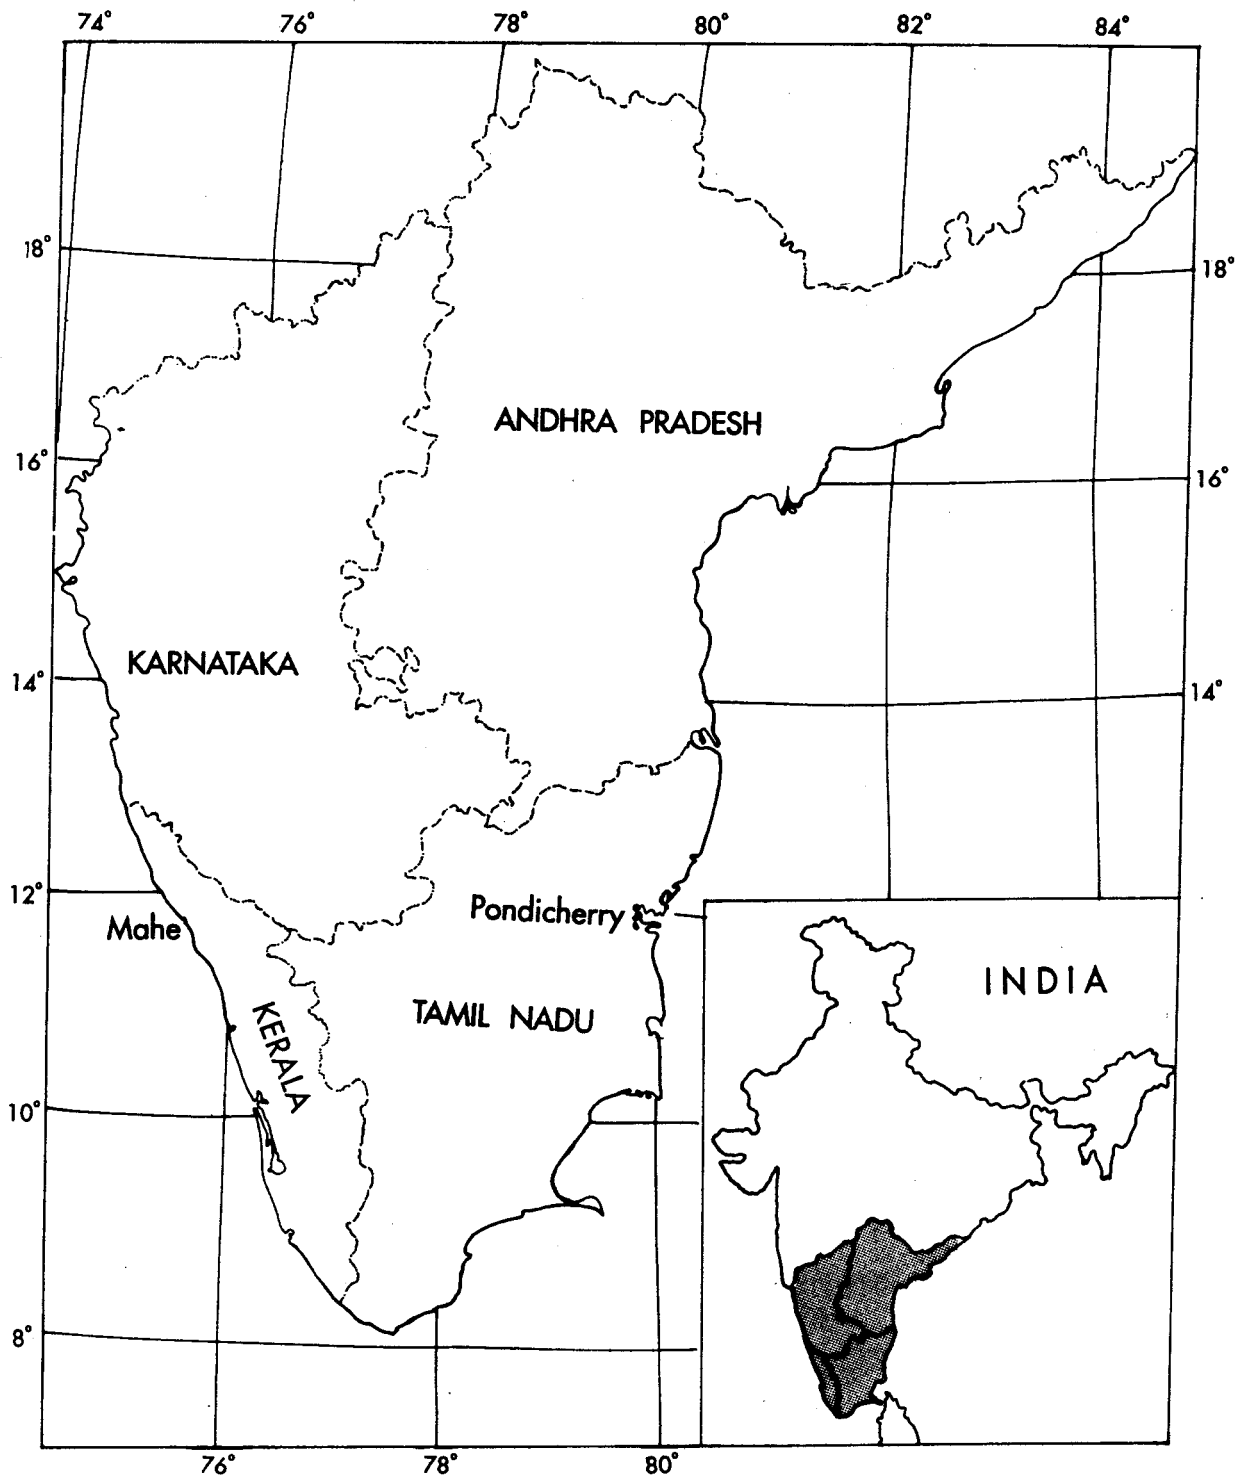 74° 76° 78° 80° 82° 84°
18°
18°
ANDHRA PRADESH
16°
16°
KARNATAKA
14°
14°
12°
Pondicherry
Mahe
INDIA
TAMIL NADU
KERALA
10°
8°
76° 78° 80°